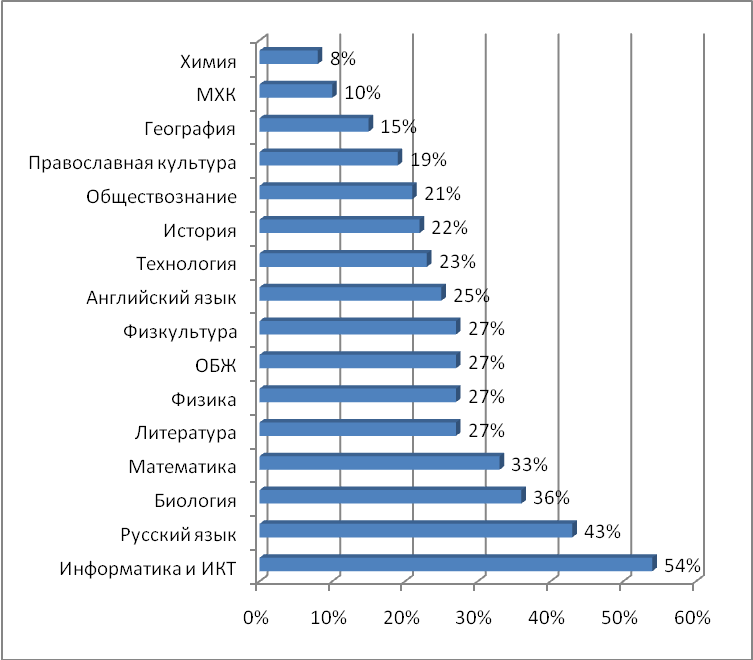 Химия 8%
МХК 10%
География 15%
Православная культура 19%
Обществознание 21%
История 22%
Технология 23%
Английский язык 25%
Физкультура 27%
ОБЖ 27%
Физика 27%
Литература 27%
Математика 33%
Биология 36%
Русский язык 43%
Информатика и ИКТ 54%
0% 10% 20% 30% 40% 50% 60%